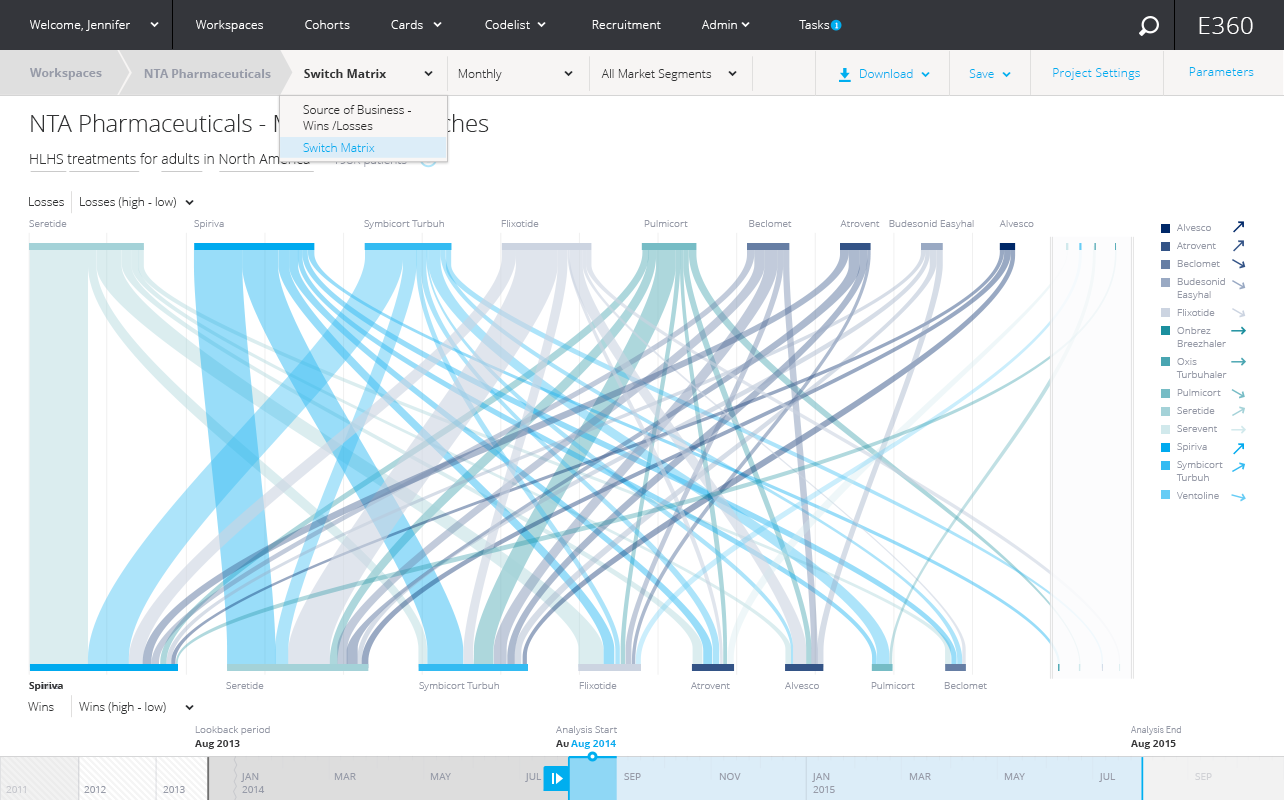 Welcome, Jennifer
Workspaces
Cohorts
Cards
Codelist
Recruitment
Admin
Tasks
E360
Workspaces
NTA Pharmaceuticals
Switch Matrix
Monthly
All Market Segments
Download
Save
Project Settings
Parameters
Source of Business -
Wins /Losses
Switch Matrix
NTA Pharmaceuticals -
HLHS treatments for adults in North America
patients
Losses
Losses (high - low)
Seretide
Spiriva
Symbicort Turbuh
Flixotide
Pulmicort
Beclomet
Atrovent
Budesonid Easyhal
Alvesco
Alvesco
Atrovent
Beclomet
Budesonid
Easyhal
Flixotide
Onbrez
Breezhaler
Oxis
Turbuhaler
Pulmicort
Seretide
Serevent
Spiriva
Symbicort
Turbuh
Ventoline
Spiriva
Seretide
Symbicort Turbuh
Flixotide
Atrovent
Alvesco
Pulmicort
Beclomet
Wins
Wins (high - low)
Lookback period
Aug 2013
Analysis Start
Au Aug 2014
Analysis End
Aug 2015
2011
2012
2013
JAN
2014
MAR
MAY
JUL
SEP
NOV
JAN
2015
MAR
MAY
JUL
SEP